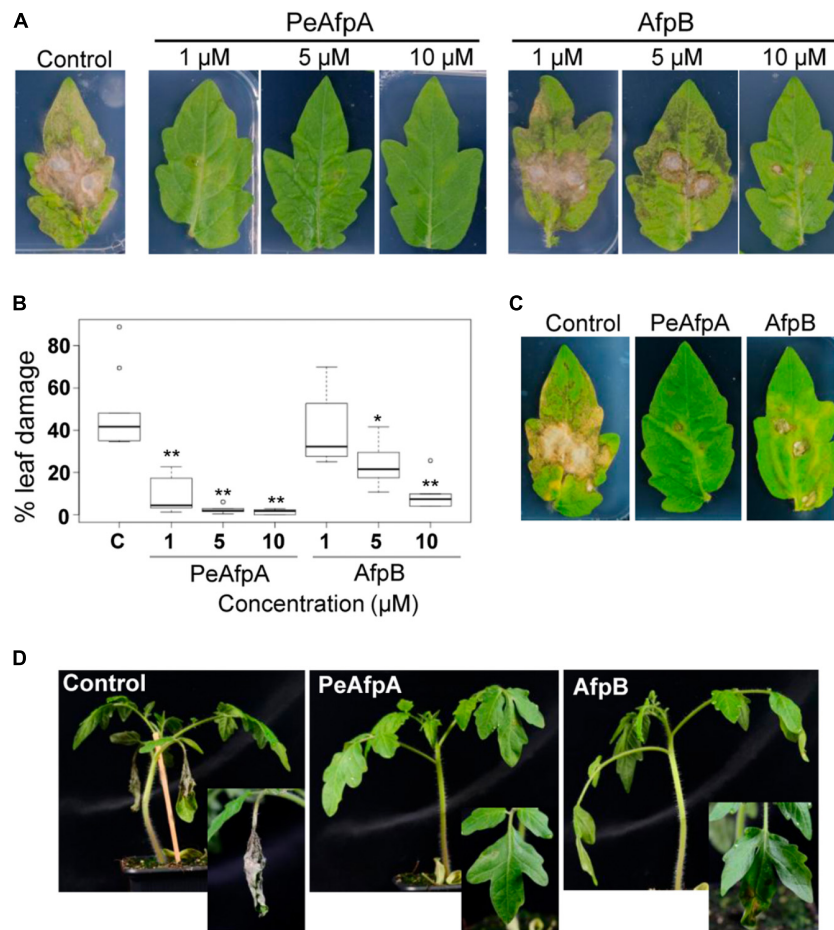 A
PeAfpA AfpB
Control 1 µM 5 µM 10 µM 1 µM 5 µM 10 µM
B
% leaf damage
80
60
40
20
0
** ** ** * **
C 1 5 10 1 5 10
PeAfpA AfpB
Concentration (µM)
C
Control PeAfpA AfpB
D
Control PeAfpA AfpB